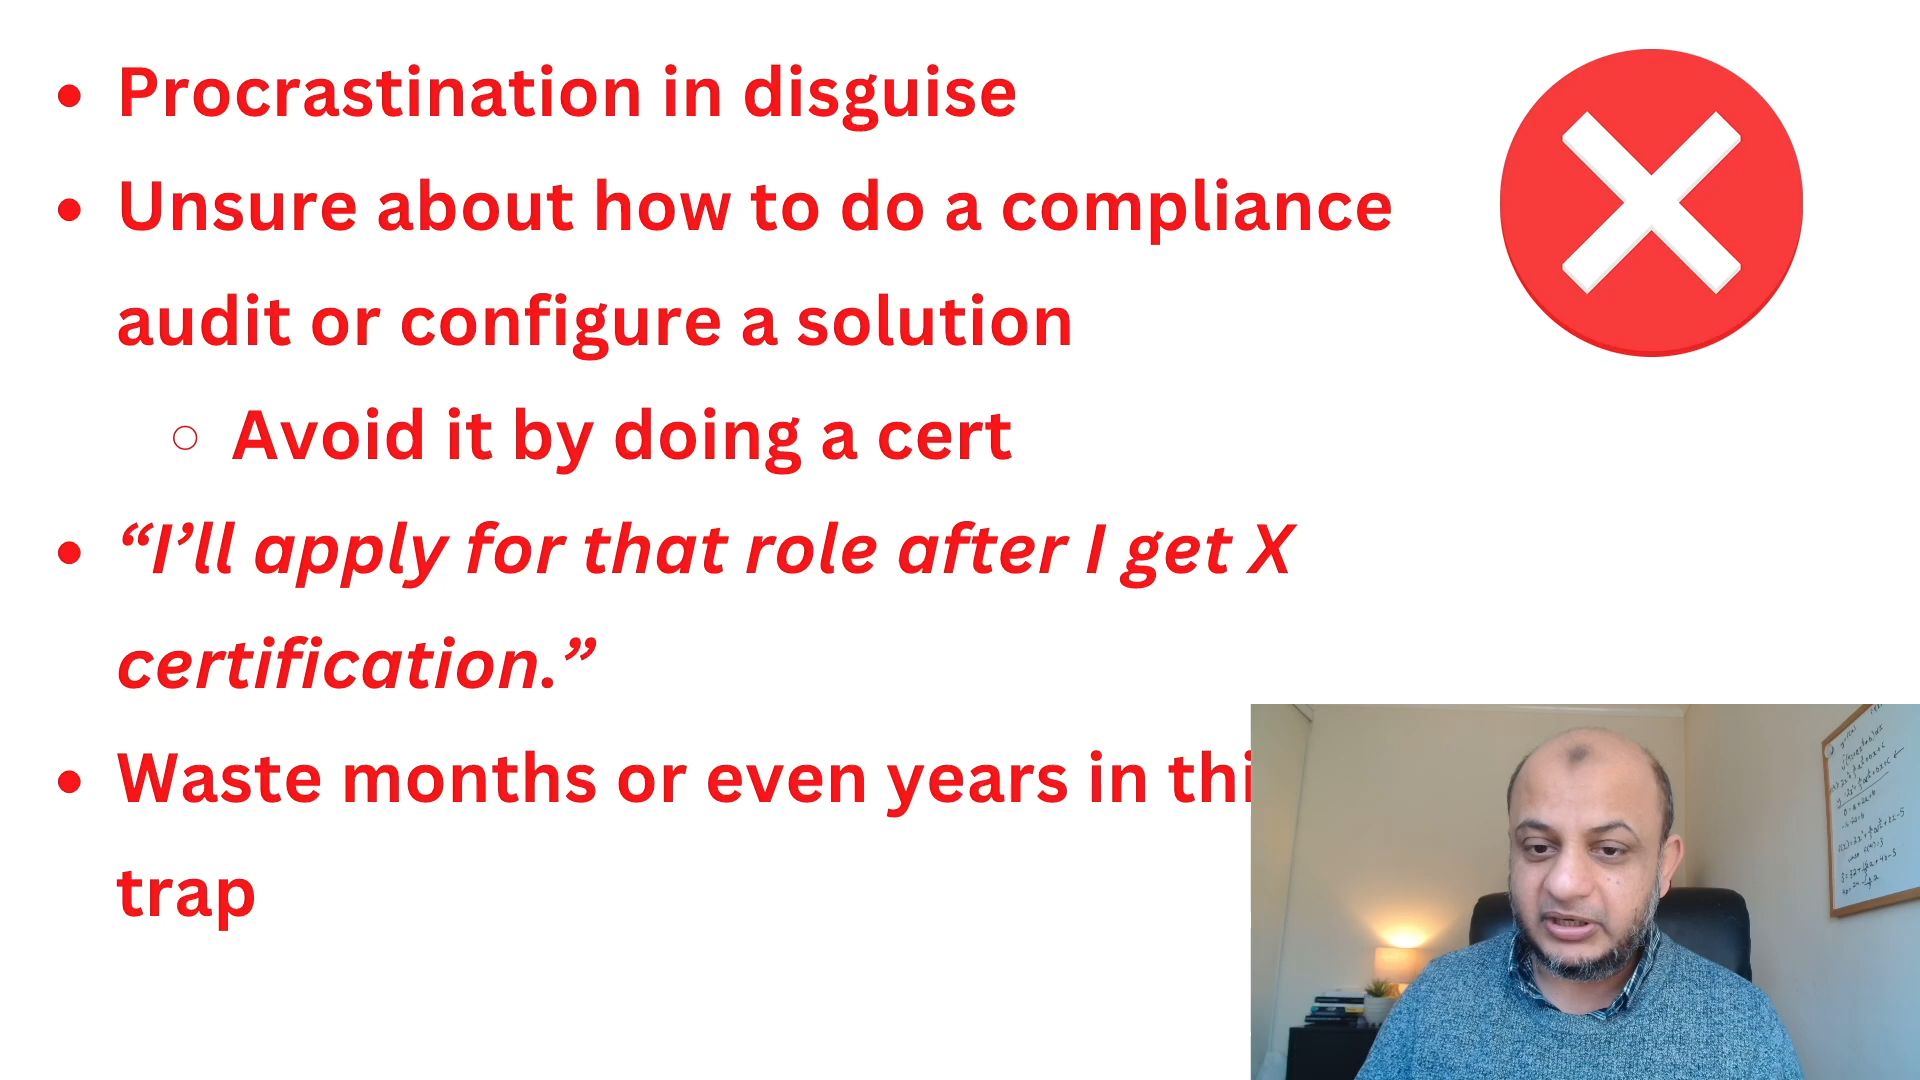 Procrastination in disguise
Unsure about how to do a compliance
audit or configure a solution
Avoid it by doing a cert
“I’ll apply for that role after I get X
certification.”
Waste months or even years in thi
trap